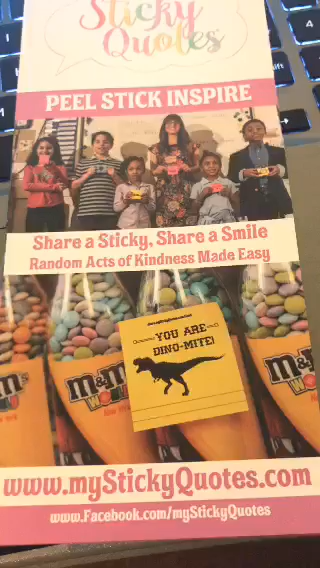 Sticky
Quotes
PEEL STICK INSPIRE
Share a Sticky, Share a Smile
Random Acts of Kindness Made Easy
YOU ARE
DINO-MITE!
m&m's
m&m's
www.myStickyQuotes.com
www.Facebook.com/myStickyQuotes